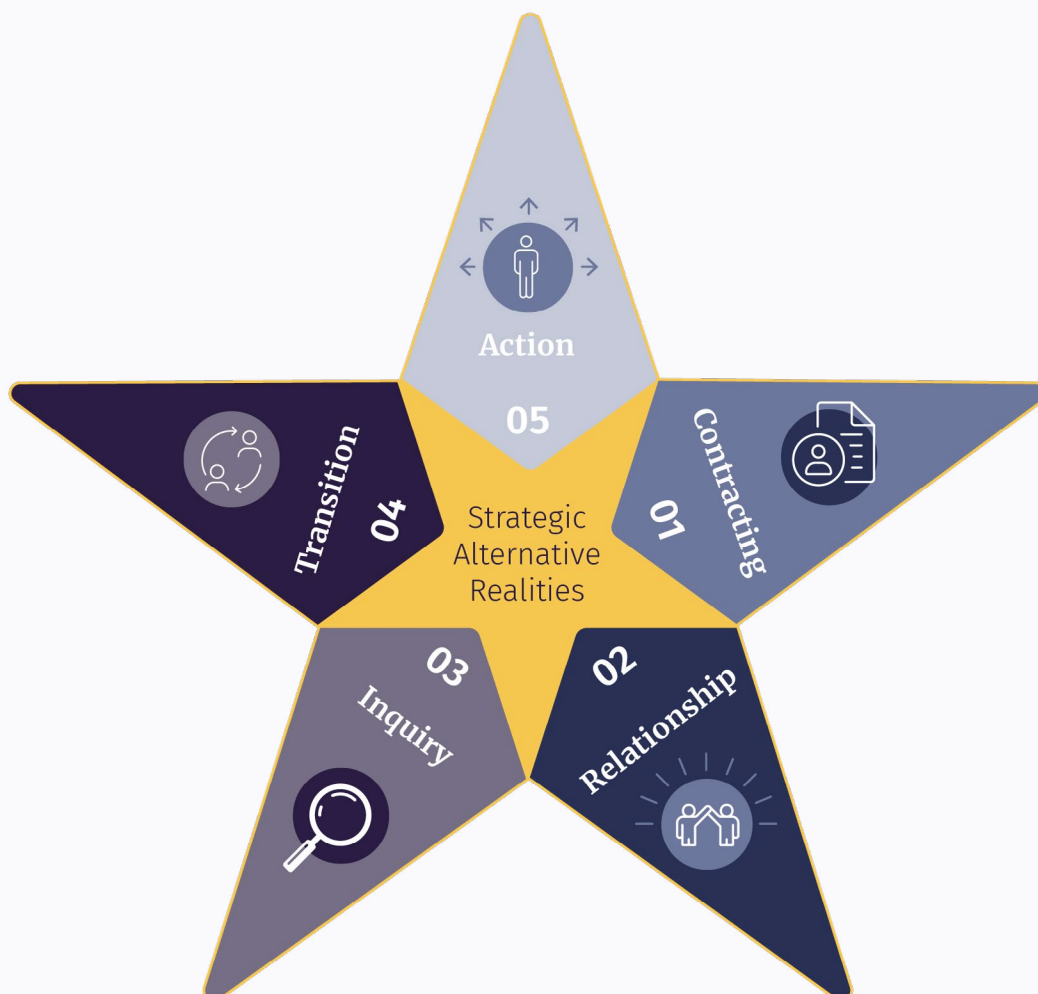 Action
05
Contracting
01
Relationship
02
Inquiry
03
Transition
04
Strategic
Alternative
Realities